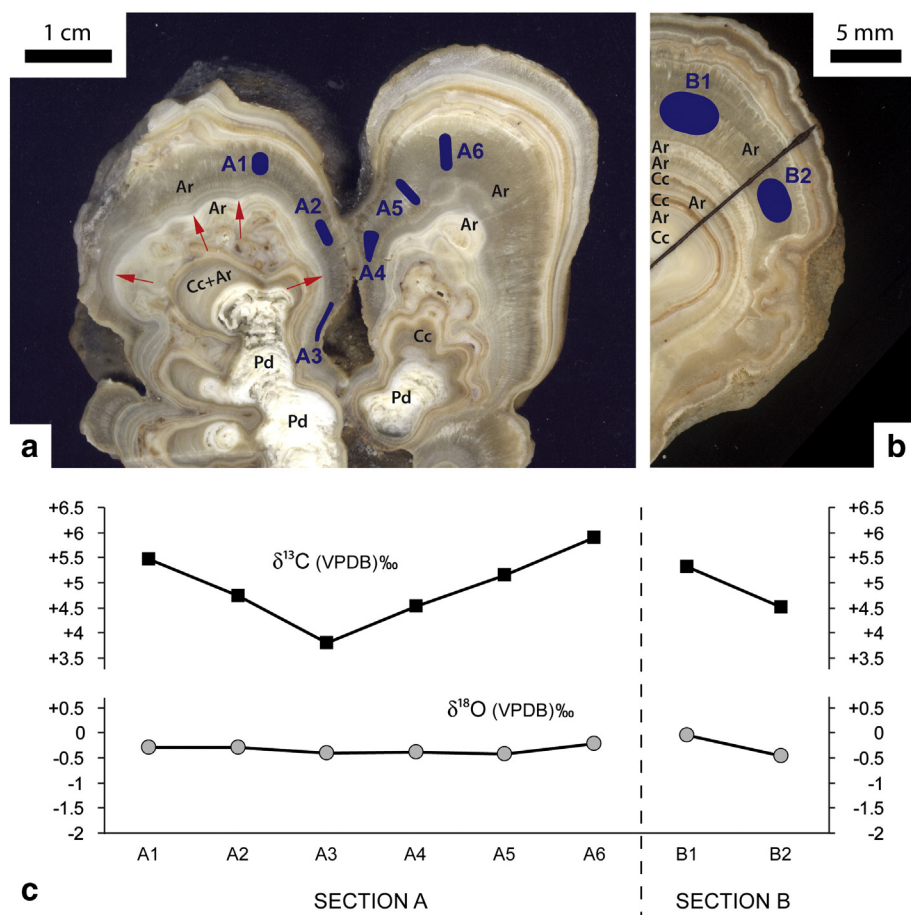 1 cm
5 mm
A1
A6
Ar
Ar
A5
A2
Ar
Ar
A4
Cc+Ar
Cc
A3
Pd
Pd
Pd
a
B1
Ar
Ar
Ar
Cc
B2
Cc
Ar
Ar
Cc
b
+6.5
+6
+5.5
+5
+4.5
+4
+3.5
δ¹³C (VPDB)‰
+6.5
+6
+5.5
+5
+4.5
+4
+3.5
+0.5
0
-0.5
-1
-1.5
-2
δ¹⁸O (VPDB)‰
+0.5
0
-0.5
-1
-1.5
-2
A1 A2 A3 A4 A5 A6 B1 B2
c
SECTION A SECTION B